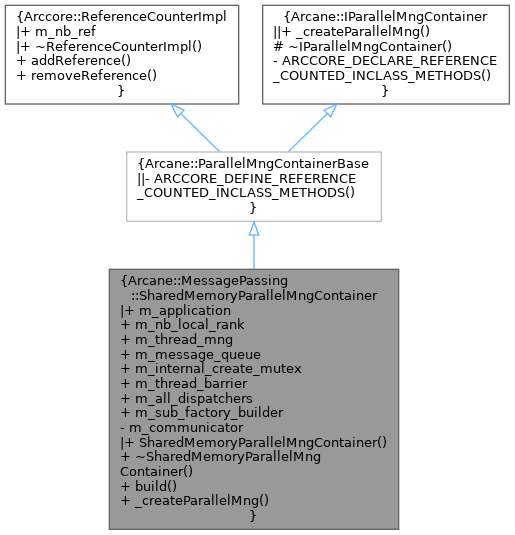 {Arccore::ReferenceCounterImpl
|+ m_nb_ref
|+ ~ReferenceCounterImpl()
+ addReference()
+ removeReference()
}
{Arcane::IParallelMngContainer
||+ _createParallelMng()
# ~IParallelMngContainer()
- ARCCORE_DECLARE_REFERENCE
_COUNTED_INCLASS_METHODS()
}
{Arcane::ParallelMngContainerBase
||- ARCCORE_DEFINE_REFERENCE
_COUNTED_INCLASS_METHODS()
}
{Arcane::MessagePassing
::SharedMemoryParallelMngContainer
|+ m_application
+ m_nb_local_rank
+ m_thread_mng
+ m_message_queue
+ m_internal_create_mutex
+ m_thread_barrier
+ m_all_dispatchers
+ m_sub_factory_builder
- m_communicator
|+ SharedMemoryParallelMngContainer()
+ ~SharedMemoryParallelMng
Container()
+ build()
+ _createParallelMng()
}